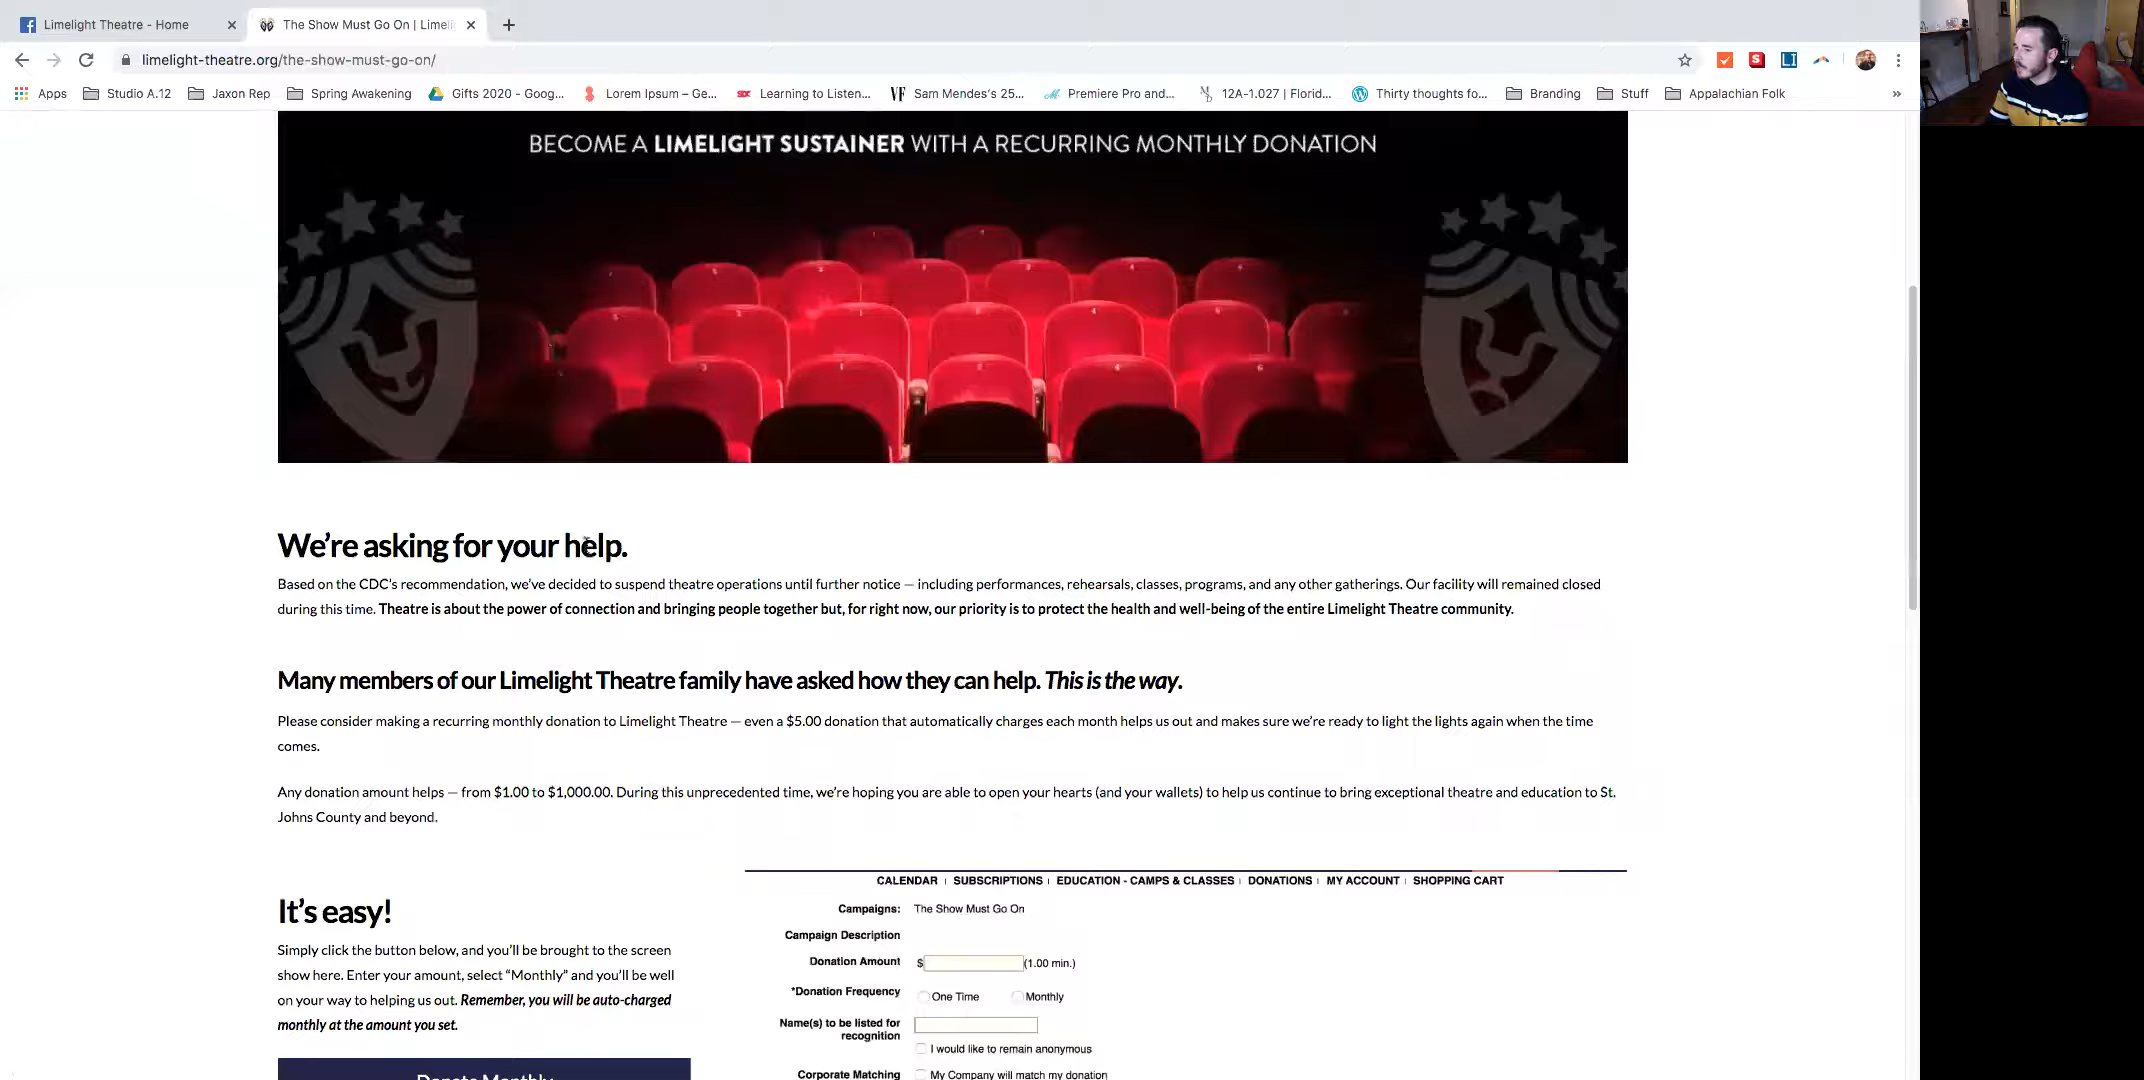 Limelight Theatre - Home
The Show Must Go On | Limeli
limelight-theatre.org/the-show-must-go-on/
Apps Studio A.12 Jaxon Rep Spring Awakening Gifts 2020 - Goog... Lorem Ipsum – Ge... Learning to Listen... Sam Mendes's 25... Premiere Pro and... 12A-1.027 | Florid... Thirty thoughts fo... Branding Stuff Appalachian Folk »
BECOME A LIMELIGHT SUSTAINER WITH A RECURRING MONTHLY DONATION
We're asking for your help.
Based on the CDC's recommendation, we've decided to suspend theatre operations until further notice — including performances, rehearsals, classes, programs, and any other gatherings. Our facility will remained closed
during this time. Theatre is about the power of connection and bringing people together but, for right now, our priority is to protect the health and well-being of the entire Limelight Theatre community.
Many members of our Limelight Theatre family have asked how they can help. This is the way.
Please consider making a recurring monthly donation to Limelight Theatre — even a $5.00 donation that automatically charges each month helps us out and makes sure we're ready to light the lights again when the time
comes.
Any donation amount helps — from $1.00 to $1,000.00. During this unprecedented time, we're hoping you are able to open your hearts (and your wallets) to help us continue to bring exceptional theatre and education to St.
Johns County and beyond.
It's easy!
Simply click the button below, and you'll be brought to the screen
show here. Enter your amount, select "Monthly" and you'll be well
on your way to helping us out. Remember, you will be auto-charged
monthly at the amount you set.
Donate Monthly
CALENDAR | SUBSCRIPTIONS | EDUCATION - CAMPS & CLASSES | DONATIONS | MY ACCOUNT | SHOPPING CART
Campaigns: The Show Must Go On
Campaign Description
Donation Amount $ (1.00 min.)
*Donation Frequency One Time Monthly
Name(s) to be listed for
recognition
I would like to remain anonymous
Corporate Matching My Company will match my donation